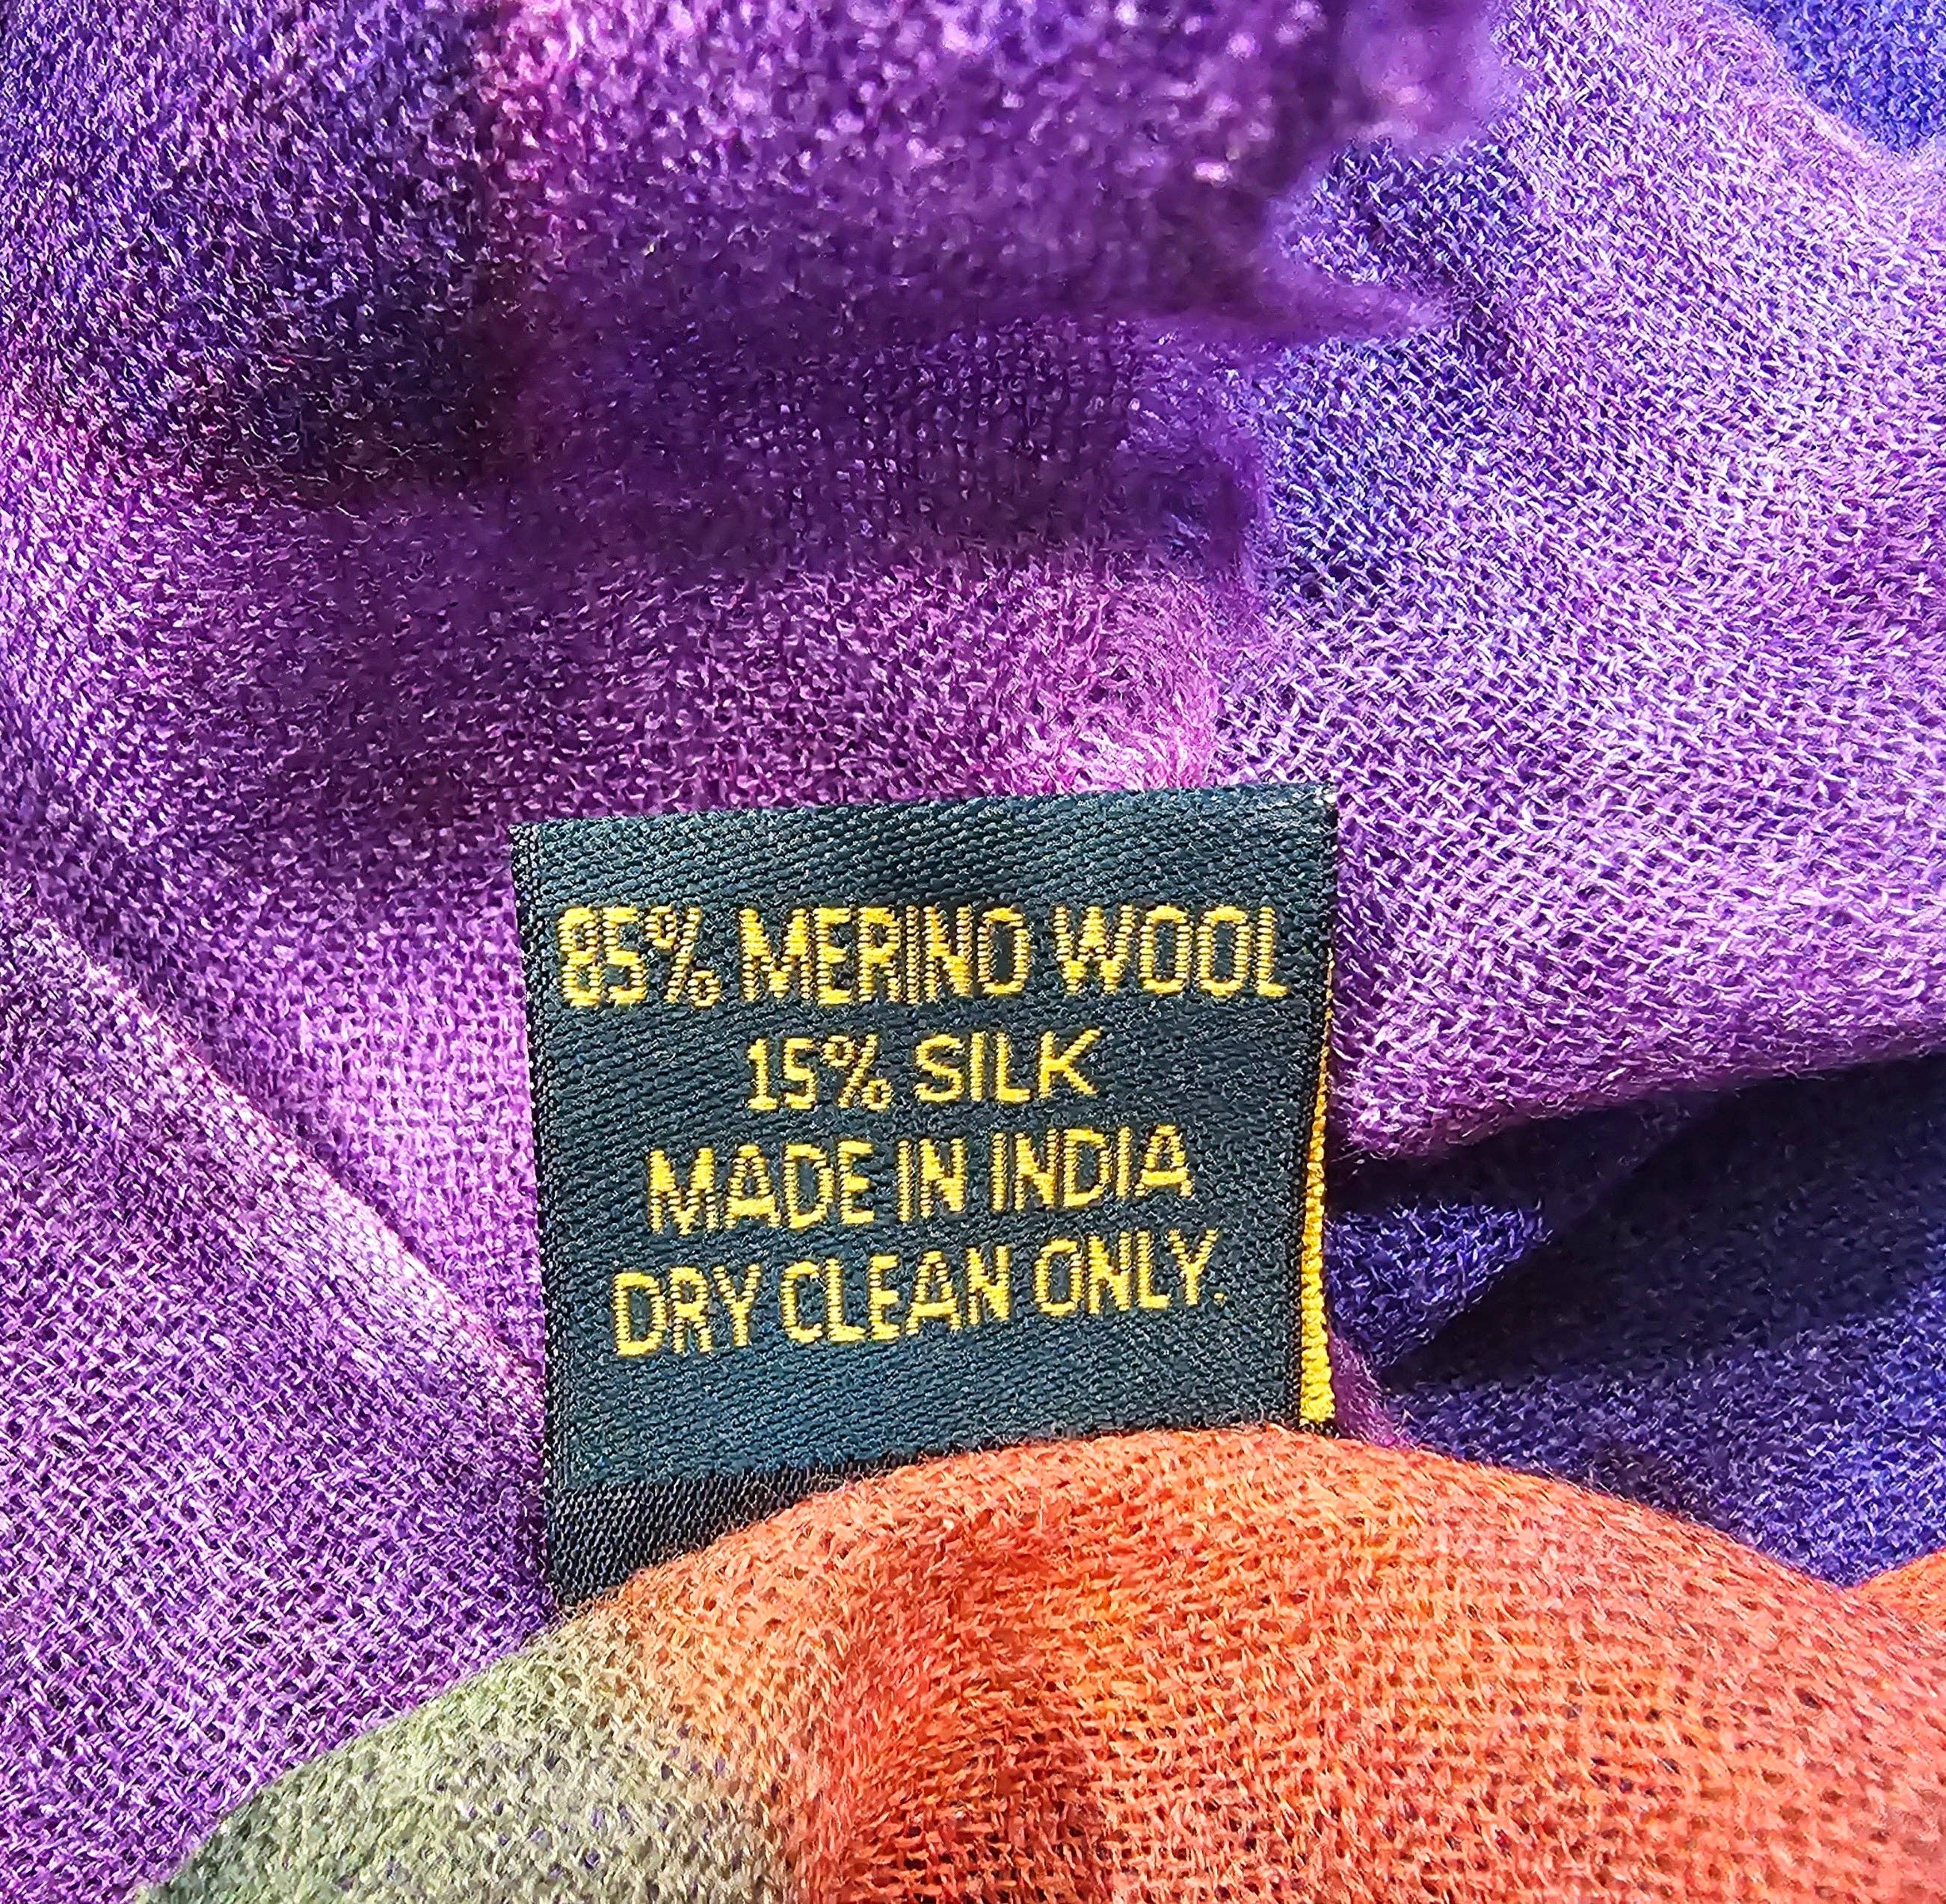 85% MERINO WOOL
15% SILK
MADE IN INDIA
DRY CLEAN ONLY.